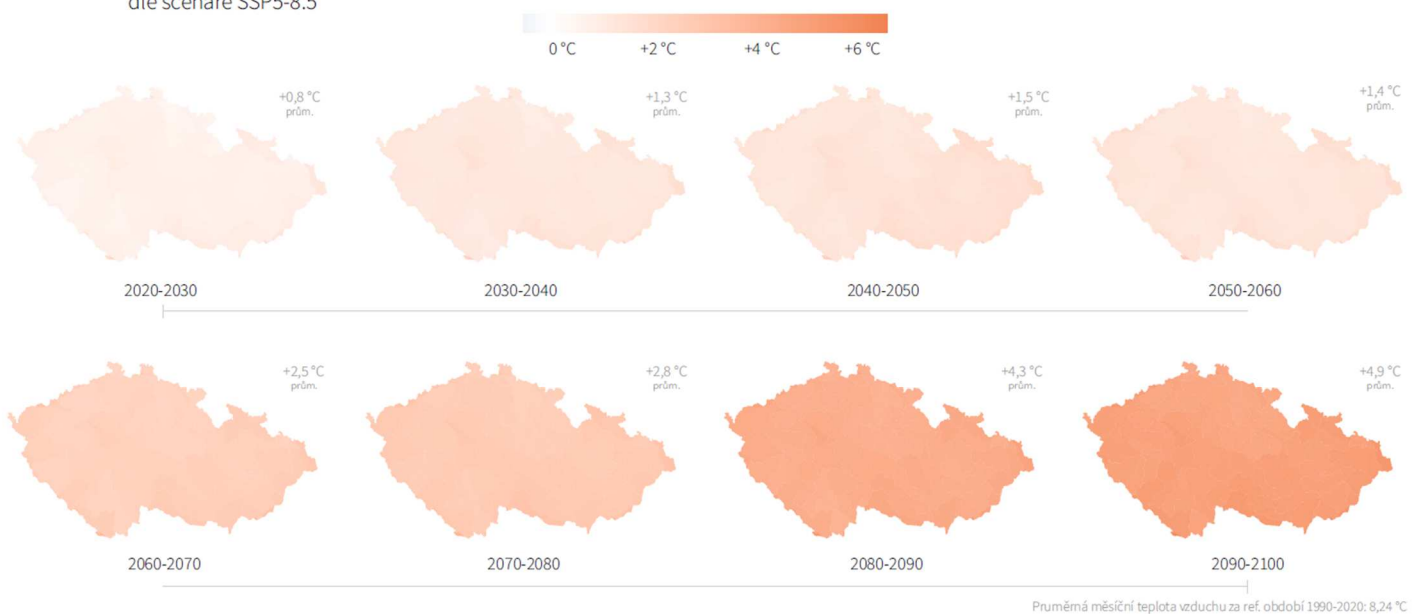 dle scénáře SSP5-8.5
0 °C +2 °C +4 °C +6 °C
+0,8 °C
prům.
+1,3 °C
prům.
+1,5 °C
prům.
+1,4 °C
prům.
2020-2030 2030-2040 2040-2050 2050-2060
+2,5 °C
prům.
+2,8 °C
prům.
+4,3 °C
prům.
+4,9 °C
prům.
2060-2070 2070-2080 2080-2090 2090-2100
Pruměrná měsíční teplota vzduchu za ref. období 1990-2020: 8,24 °C